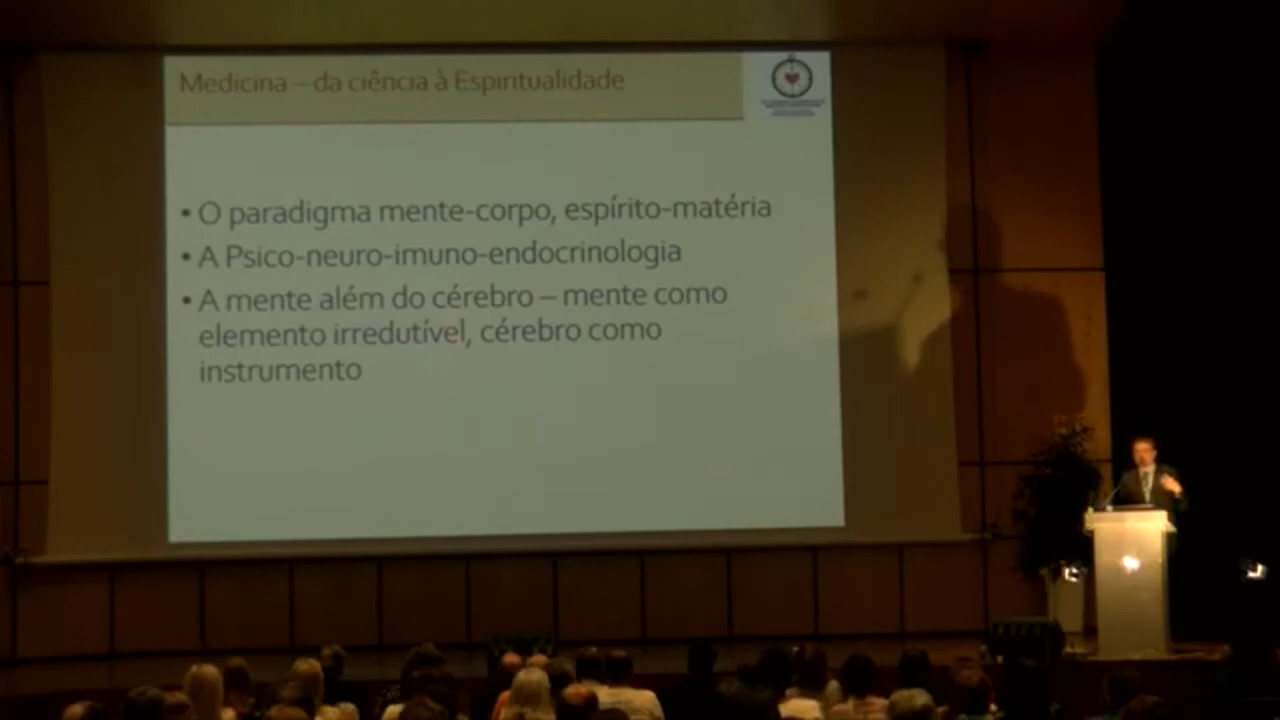 Medicina – da ciência à Espiritualidade
• O paradigma mente-corpo, espírito-matéria
• A Psico-neuro-imuno-endocrinologia
• A mente além do cérebro – mente como
elemento irredutível, cérebro como
instrumento